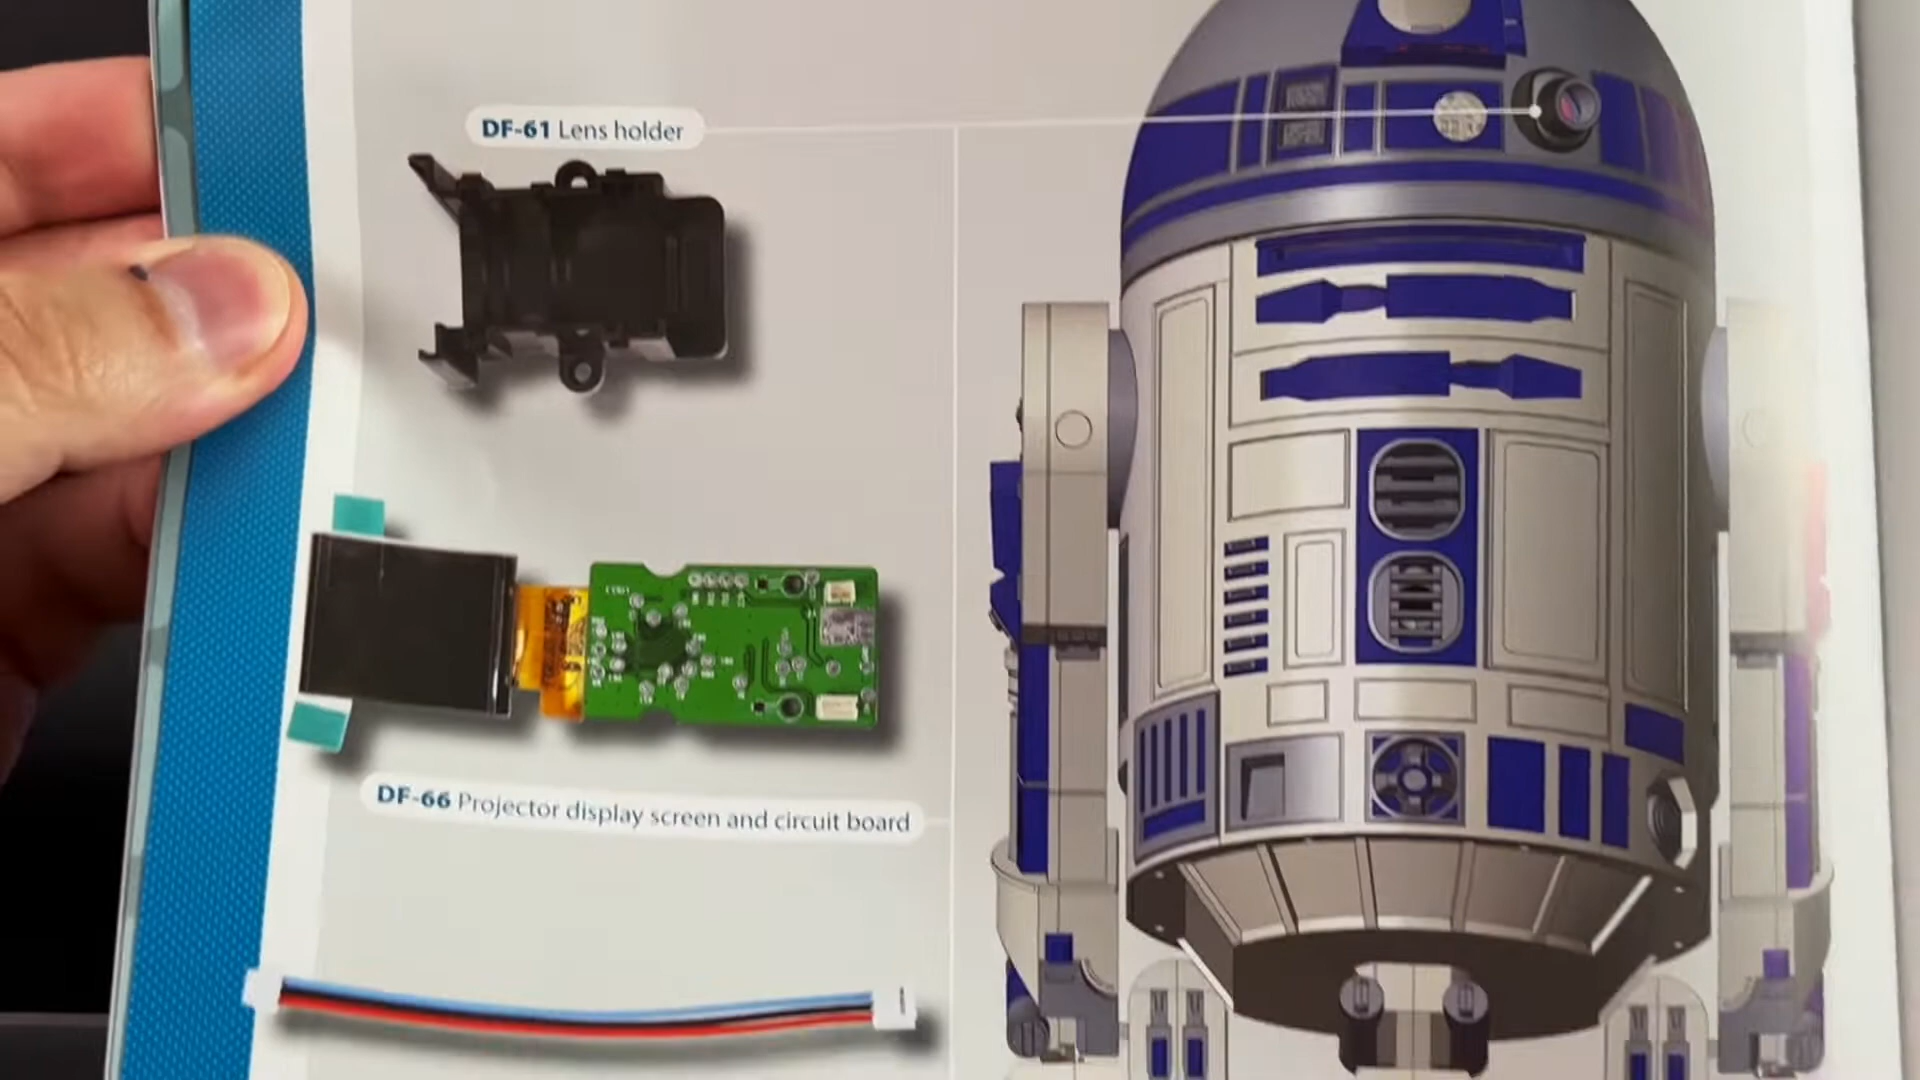 DF-61 Lens holder
DF-66 Projector display screen and circuit board